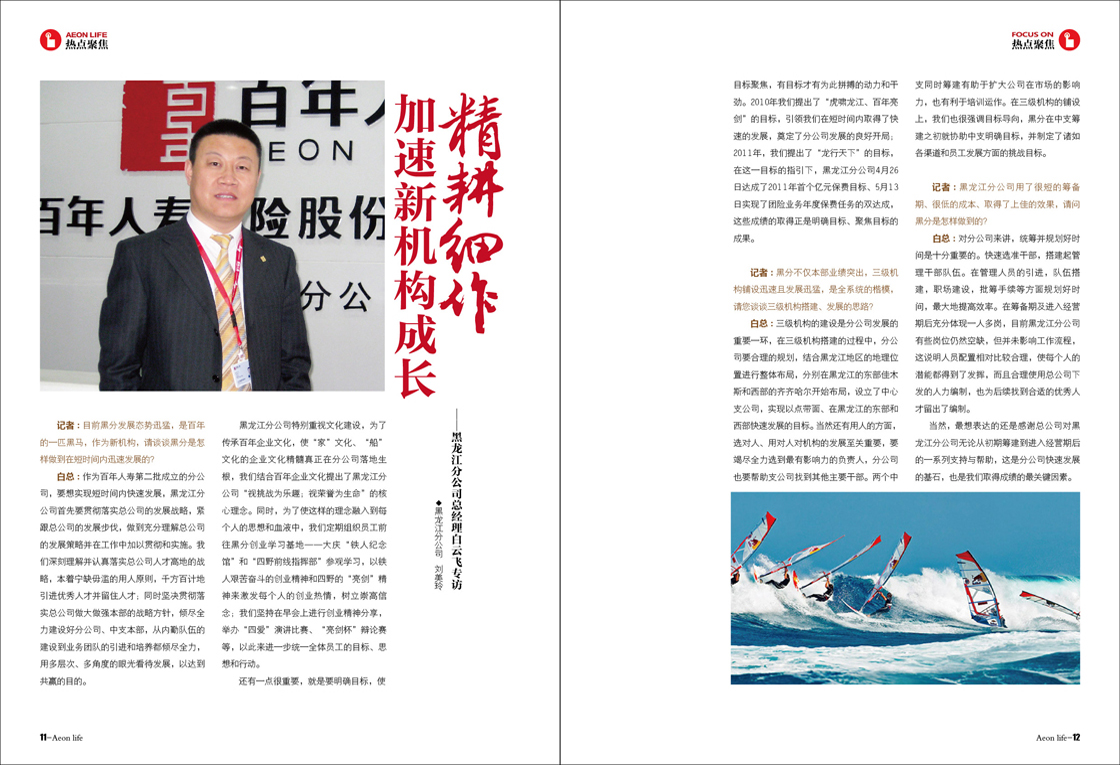 AEON LIFE
热点聚焦
FOCUS ON
热点聚焦
百年人
AEON
百年人寿
险股份
分公
精耕细作
加速新机构成长
——黑龙江分公司总经理白云飞专访
◆黑龙江分公司 刘美玲
记者：目前黑分发展态势迅猛，是百年
的一匹黑马，作为新机构，请谈谈黑分是怎
样做到在短时间内迅速发展的?
白总：作为百年人寿第二批成立的分公
司，要想实现短时间内快速发展，黑龙江分
公司首先要贯彻落实总公司的发展战略，紧
跟总公司的发展步伐，做到充分理解总公司
的发展策略并在工作中加以贯彻和实施。我
们深刻理解并认真落实总公司人才高地的战
略，本着宁缺毋滥的用人原则，千方百计地
引进优秀人才并留住人才；同时坚决贯彻落
实总公司做大做强本部的战略方针，倾尽全
力建设好分公司、中支本部，从内勤队伍的
建设到业务团队的引进和培养都倾尽全力，
用多层次、多角度的眼光看待发展，以达到
共赢的目的。
黑龙江分公司特别重视文化建设，为了
传承百年企业文化，使“家”文化、“船”
文化的企业文化精髓真正在分公司落地生
根，我们结合百年企业文化提出了黑龙江分
公司“视挑战为乐趣；视荣誉为生命”的核
心理念。同时，为了使这样的理念融入到每
个人的思想和血液中，我们定期组织员工前
往黑分创业学习基地——大庆“铁人纪念
馆”和“四野前线指挥部”参观学习，以铁
人艰苦奋斗的创业精神和四野的“亮剑”精
神来激发每个人的创业热情，树立崇高信
念；我们坚持在早会上进行创业精神分享，
举办“四爱”演讲比赛、“亮剑杯”辩论赛
等，以此来进一步统一全体员工的目标、思
想和行动。
还有一点很重要，就是要明确目标，使
目标聚焦，有目标才有为此拼搏的动力和干
劲。2010年我们提出了“虎啸龙江、百年亮
剑”的目标，引领我们在短时间内取得了快
速的发展，奠定了分公司发展的良好开局；
2011年，我们提出了“龙行天下”的目标，
在这一目标的指引下，黑龙江分公司4月26
日达成了2011年首个亿元保费目标、5月13
日实现了团险业务年度保费任务的双达成，
这些成绩的取得正是明确目标、聚焦目标的
成果。
记者：黑分不仅本部业绩突出，三级机
构铺设迅速且发展迅猛，是全系统的楷模，
请您谈谈三级机构搭建、发展的思路?
白总：三级机构的建设是分公司发展的
重要一环，在三级机构搭建的过程中，分公
司要合理的规划，结合黑龙江地区的地理位
置进行整体布局，分别在黑龙江的东部佳木
斯和西部的齐齐哈尔开始布局，设立了中心
支公司，实现以点带面、在黑龙江的东部和
西部快速发展的目标。当然还有用人的方面，
选对人、用对人对机构的发展至关重要，要
竭尽全力选到最有影响力的负责人，分公司
也要帮助支公司找到其他主要干部。两个中
支同时筹建有助于扩大公司在市场的影响
力，也有利于培训运作。在三级机构的铺设
上，我们也很强调目标导向，黑分在中支筹
建之初就协助中支明确目标，并制定了诸如
各渠道和员工发展方面的挑战目标。
记者：黑龙江分公司用了很短的筹备
期、很低的成本、取得了上佳的效果，请问
黑分是怎样做到的?
白总：对分公司来讲，统筹并规划好时
间是十分重要的。快速选准干部，搭建起管
理干部队伍。在管理人员的引进，队伍搭
建，职场建设，批筹手续等方面规划好时
间，最大地提高效率。在筹备期及进入经营
期后充分体现一人多岗，目前黑龙江分公司
有些岗位仍然空缺，但并未影响工作流程，
这说明人员配置相对比较合理，使每个人的
潜能都得到了发挥，而且合理使用总公司下
发的人力编制，也为后续找到合适的优秀人
才留出了编制。
当然，最想表达的还是感谢总公司对黑
龙江分公司无论从初期筹建到进入经营期后
的一系列支持与帮助，这是分公司快速发展
的基石，也是我们取得成绩的最关键因素。
11-Aeon life
Aeon life-12